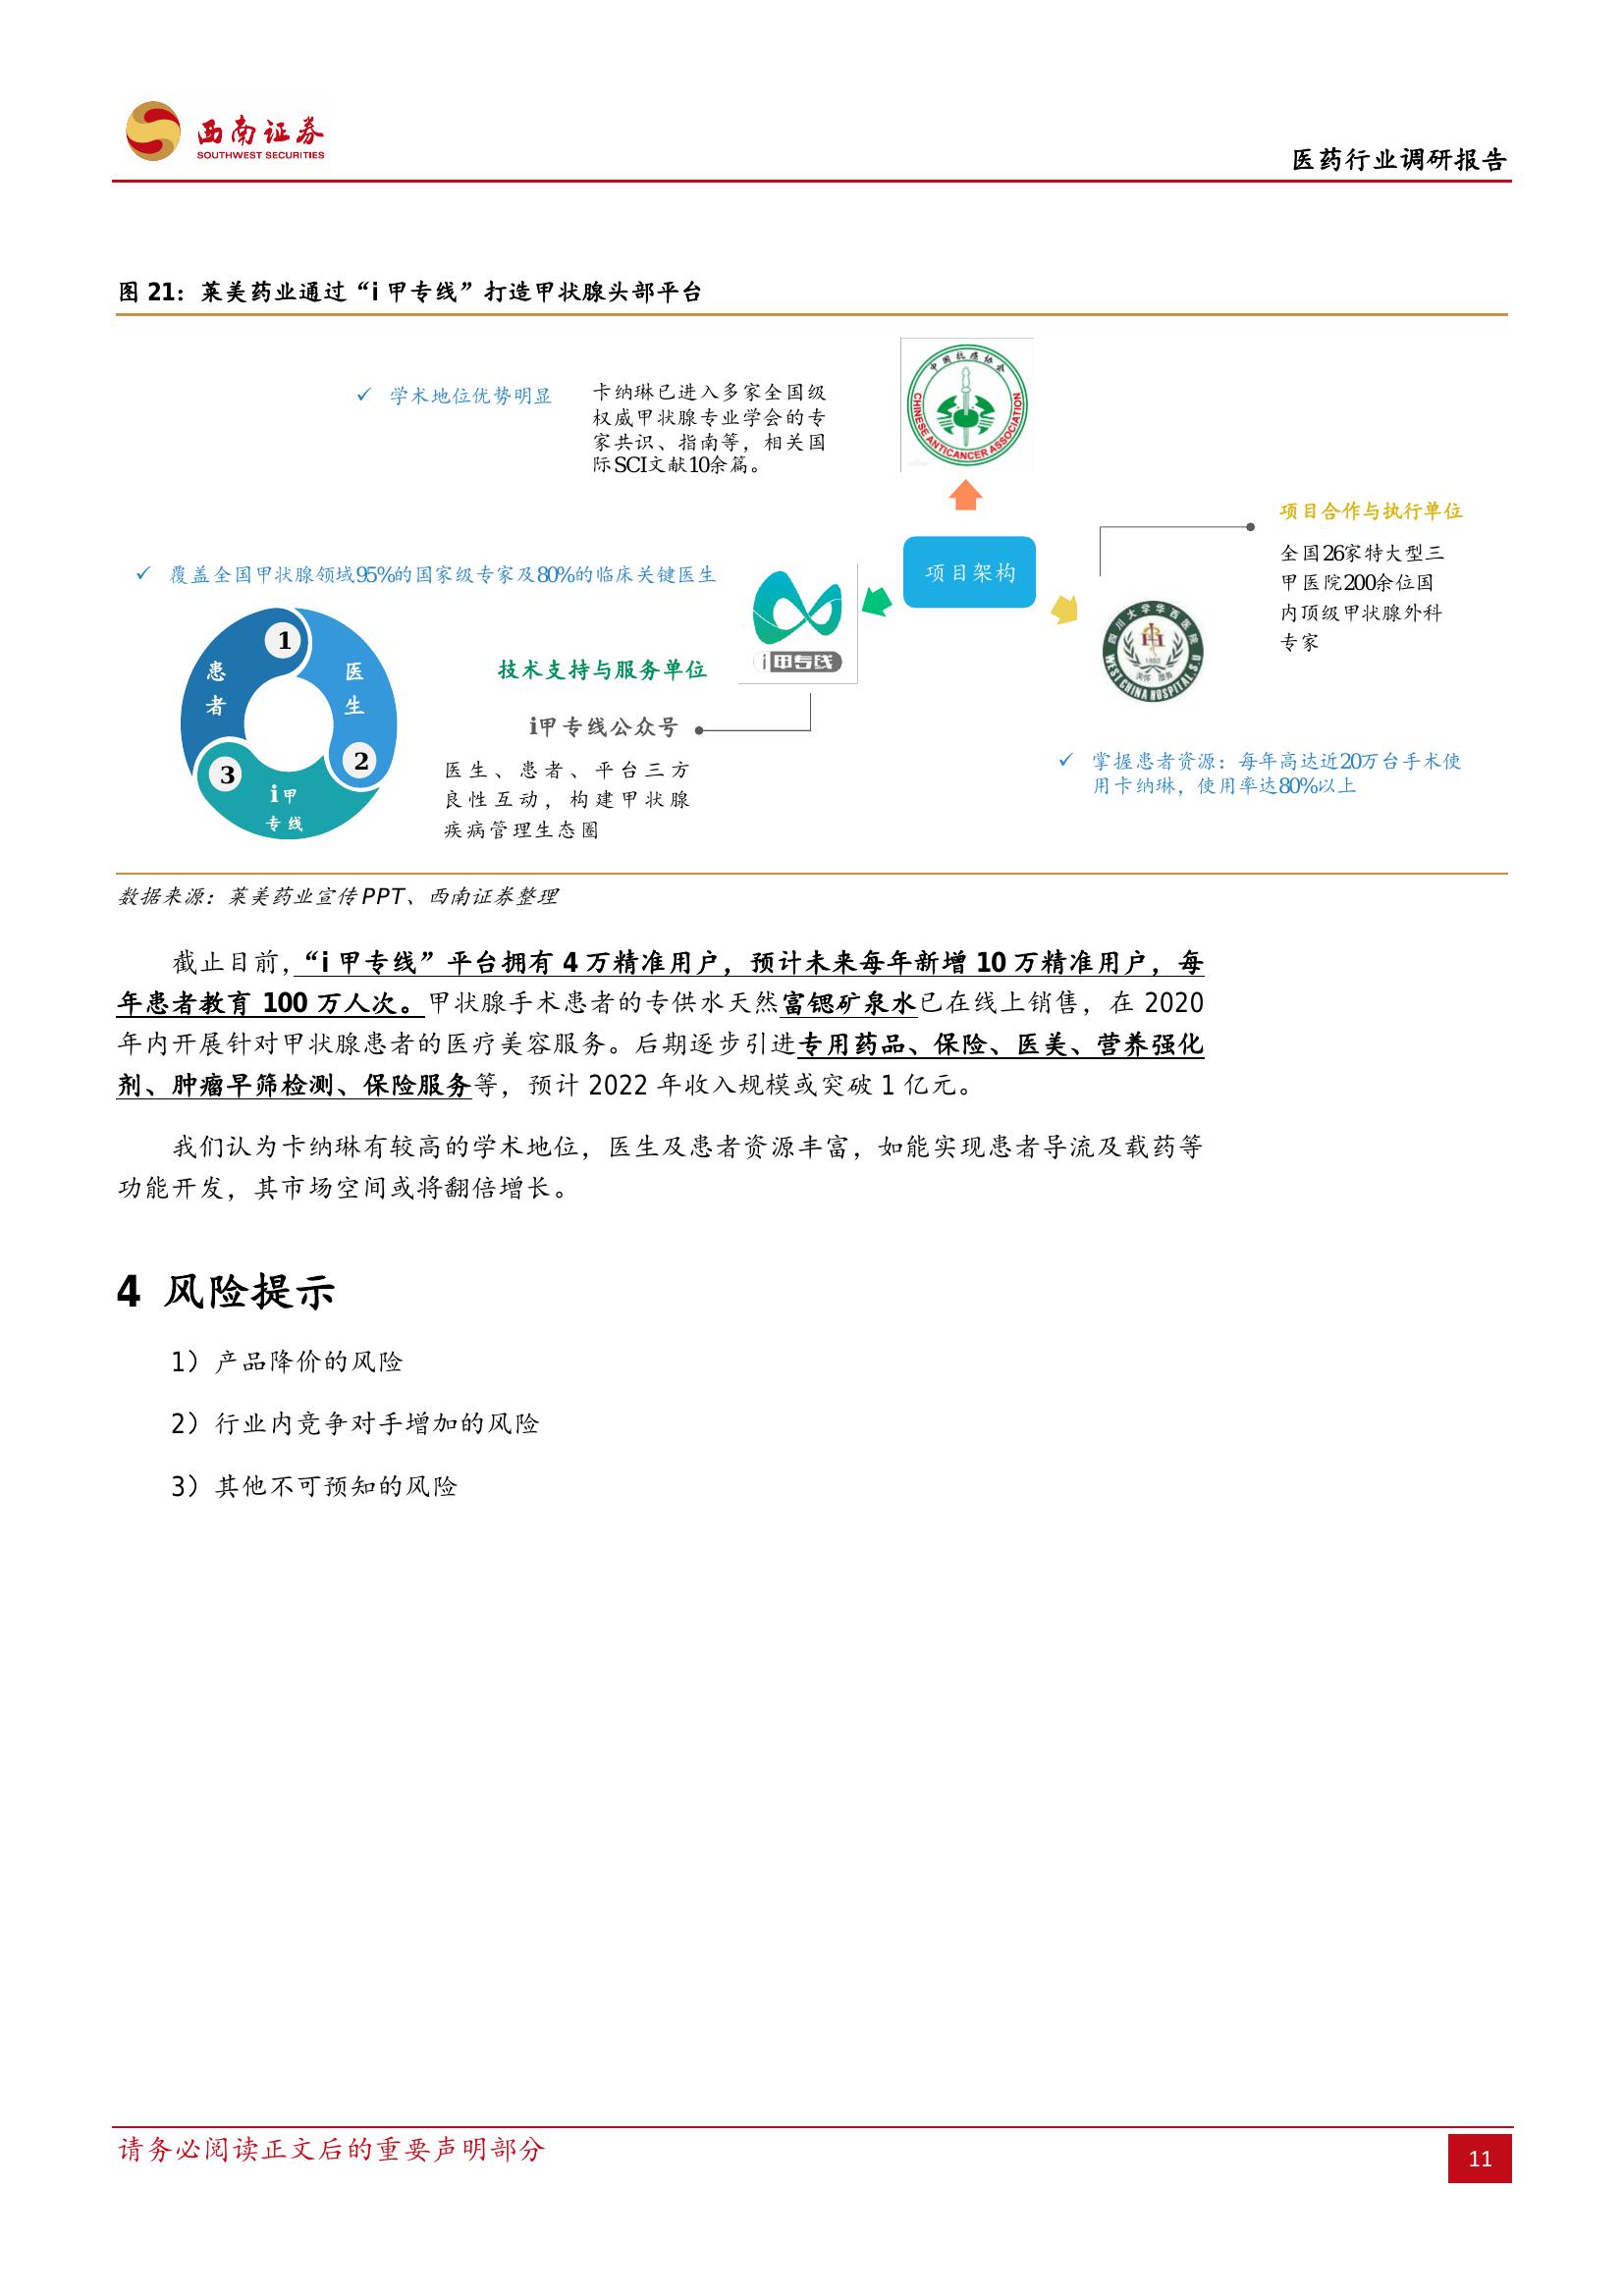 西南证券
SOUTHWEST SECURITIES
医药行业调研报告
图 21：莱美药业通过“i 甲专线”打造甲状腺头部平台
学术地位优势明显
卡纳琳已进入多家全国级
权威甲状腺专业学会的专
家共识、指南等，相关国
际SCI文献10余篇。
中国抗癌协会
CHINESE ANTICANCER ASSOCIATION
项目合作与执行单位
全国26家特大型三
甲医院200余位国
内顶级甲状腺外科
专家
项目架构
覆盖全国甲状腺领域95%的国家级专家及80%的临床关键医生
i甲专线
四川大学华西医院
1892
WEST CHINA HOSPITAL.S.U
1
患者
医生
2
3
i甲
专线
技术支持与服务单位
i甲专线公众号
医生、患者、平台三方
良性互动，构建甲状腺
疾病管理生态圈
掌握患者资源：每年高达近20万台手术使
用卡纳琳，使用率达80%以上
数据来源：莱美药业宣传PPT、西南证券整理
截止目前，“i 甲专线”平台拥有 4 万精准用户，预计未来每年新增 10 万精准用户，每
年患者教育 100 万人次。甲状腺手术患者的专供水天然富锶矿泉水已在线上销售，在 2020
年内开展针对甲状腺患者的医疗美容服务。后期逐步引进专用药品、保险、医美、营养强化
剂、肿瘤早筛检测、保险服务等，预计 2022 年收入规模或突破 1 亿元。
我们认为卡纳琳有较高的学术地位，医生及患者资源丰富，如能实现患者导流及载药等
功能开发，其市场空间或将翻倍增长。
4 风险提示
1）产品降价的风险
2）行业内竞争对手增加的风险
3）其他不可预知的风险
请务必阅读正文后的重要声明部分
11